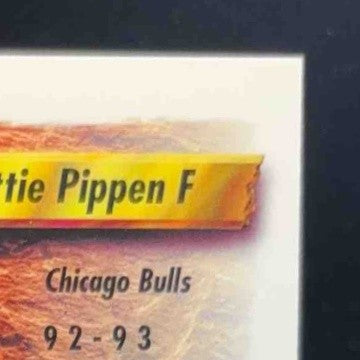 ttie Pippen F
Chicago Bulls
92-93